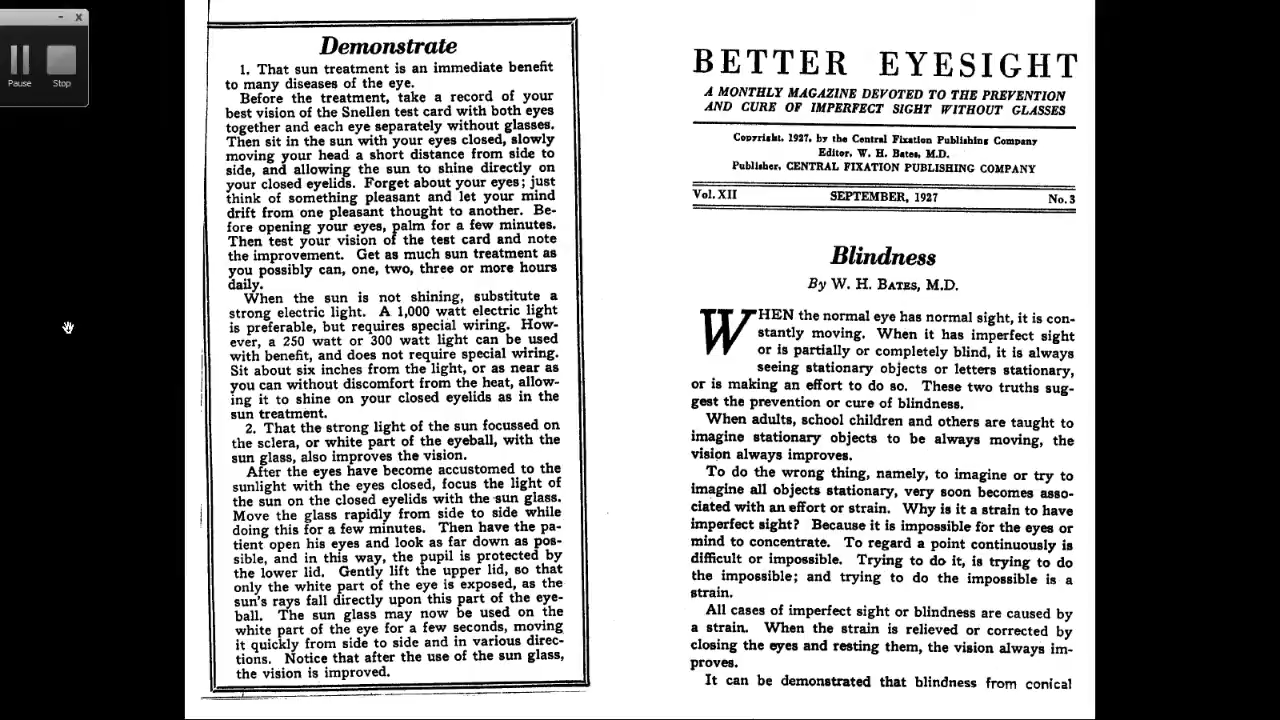 Pause
Stop
Demonstrate
1. That sun treatment is an immediate benefit
to many diseases of the eye.
Before the treatment, take a record of your
best vision of the Snellen test card with both eyes
together and each eye separately without glasses.
Then sit in the sun with your eyes closed, slowly
moving your head a short distance from side to
side, and allowing the sun to shine directly on
your closed eyelids. Forget about your eyes; just
think of something pleasant and let your mind
drift from one pleasant thought to another. Be-
fore opening your eyes, palm for a few minutes.
Then test your vision of the test card and note
the improvement. Get as much sun treatment as
you possibly can, one, two, three or more hours
daily.
When the sun is not shining, substitute a
strong electric light. A 1,000 watt electric light
is preferable, but requires special wiring. How-
ever, a 250 watt or 300 watt light can be used
with benefit, and does not require special wiring.
Sit about six inches from the light, or as near as
you can without discomfort from the heat, allow-
ing it to shine on your closed eyelids as in the
sun treatment.
2. That the strong light of the sun focussed on
the sclera, or white part of the eyeball, with the
sun glass, also improves the vision.
After the eyes have become accustomed to the
sunlight with the eyes closed, focus the light of
the sun on the closed eyelids with the sun glass.
Move the glass rapidly from side to side while
doing this for a few minutes. Then have the pa-
tient open his eyes and look as far down as pos-
sible, and in this way, the pupil is protected by
the lower lid. Gently lift the upper lid, so that
only the white part of the eye is exposed, as the
sun's rays fall directly upon this part of the eye-
ball. The sun glass may now be used on the
white part of the eye for a few seconds, moving
it quickly from side to side and in various direc-
tions. Notice that after the use of the sun glass,
the vision is improved.
BETTER EYESIGHT
A MONTHLY MAGAZINE DEVOTED TO THE PREVENTION
AND CURE OF IMPERFECT SIGHT WITHOUT GLASSES
Copyright, 1927, by the Central Fixation Publishing Company
Editor, W. H. Bates, M.D.
Publisher, CENTRAL FIXATION PUBLISHING COMPANY
Vol. XII SEPTEMBER, 1927 No. 3
Blindness
By W. H. BATES, M.D.
WHEN the normal eye has normal sight, it is con-
stantly moving. When it has imperfect sight
or is partially or completely blind, it is always
seeing stationary objects or letters stationary,
or is making an effort to do so. These two truths sug-
gest the prevention or cure of blindness.
When adults, school children and others are taught to
imagine stationary objects to be always moving, the
vision always improves.
To do the wrong thing, namely, to imagine or try to
imagine all objects stationary, very soon becomes asso-
ciated with an effort or strain. Why is it a strain to have
imperfect sight? Because it is impossible for the eyes or
mind to concentrate. To regard a point continuously is
difficult or impossible. Trying to do it, is trying to do
the impossible; and trying to do the impossible is a
strain.
All cases of imperfect sight or blindness are caused by
a strain. When the strain is relieved or corrected by
closing the eyes and resting them, the vision always im-
proves.
It can be demonstrated that blindness from conical